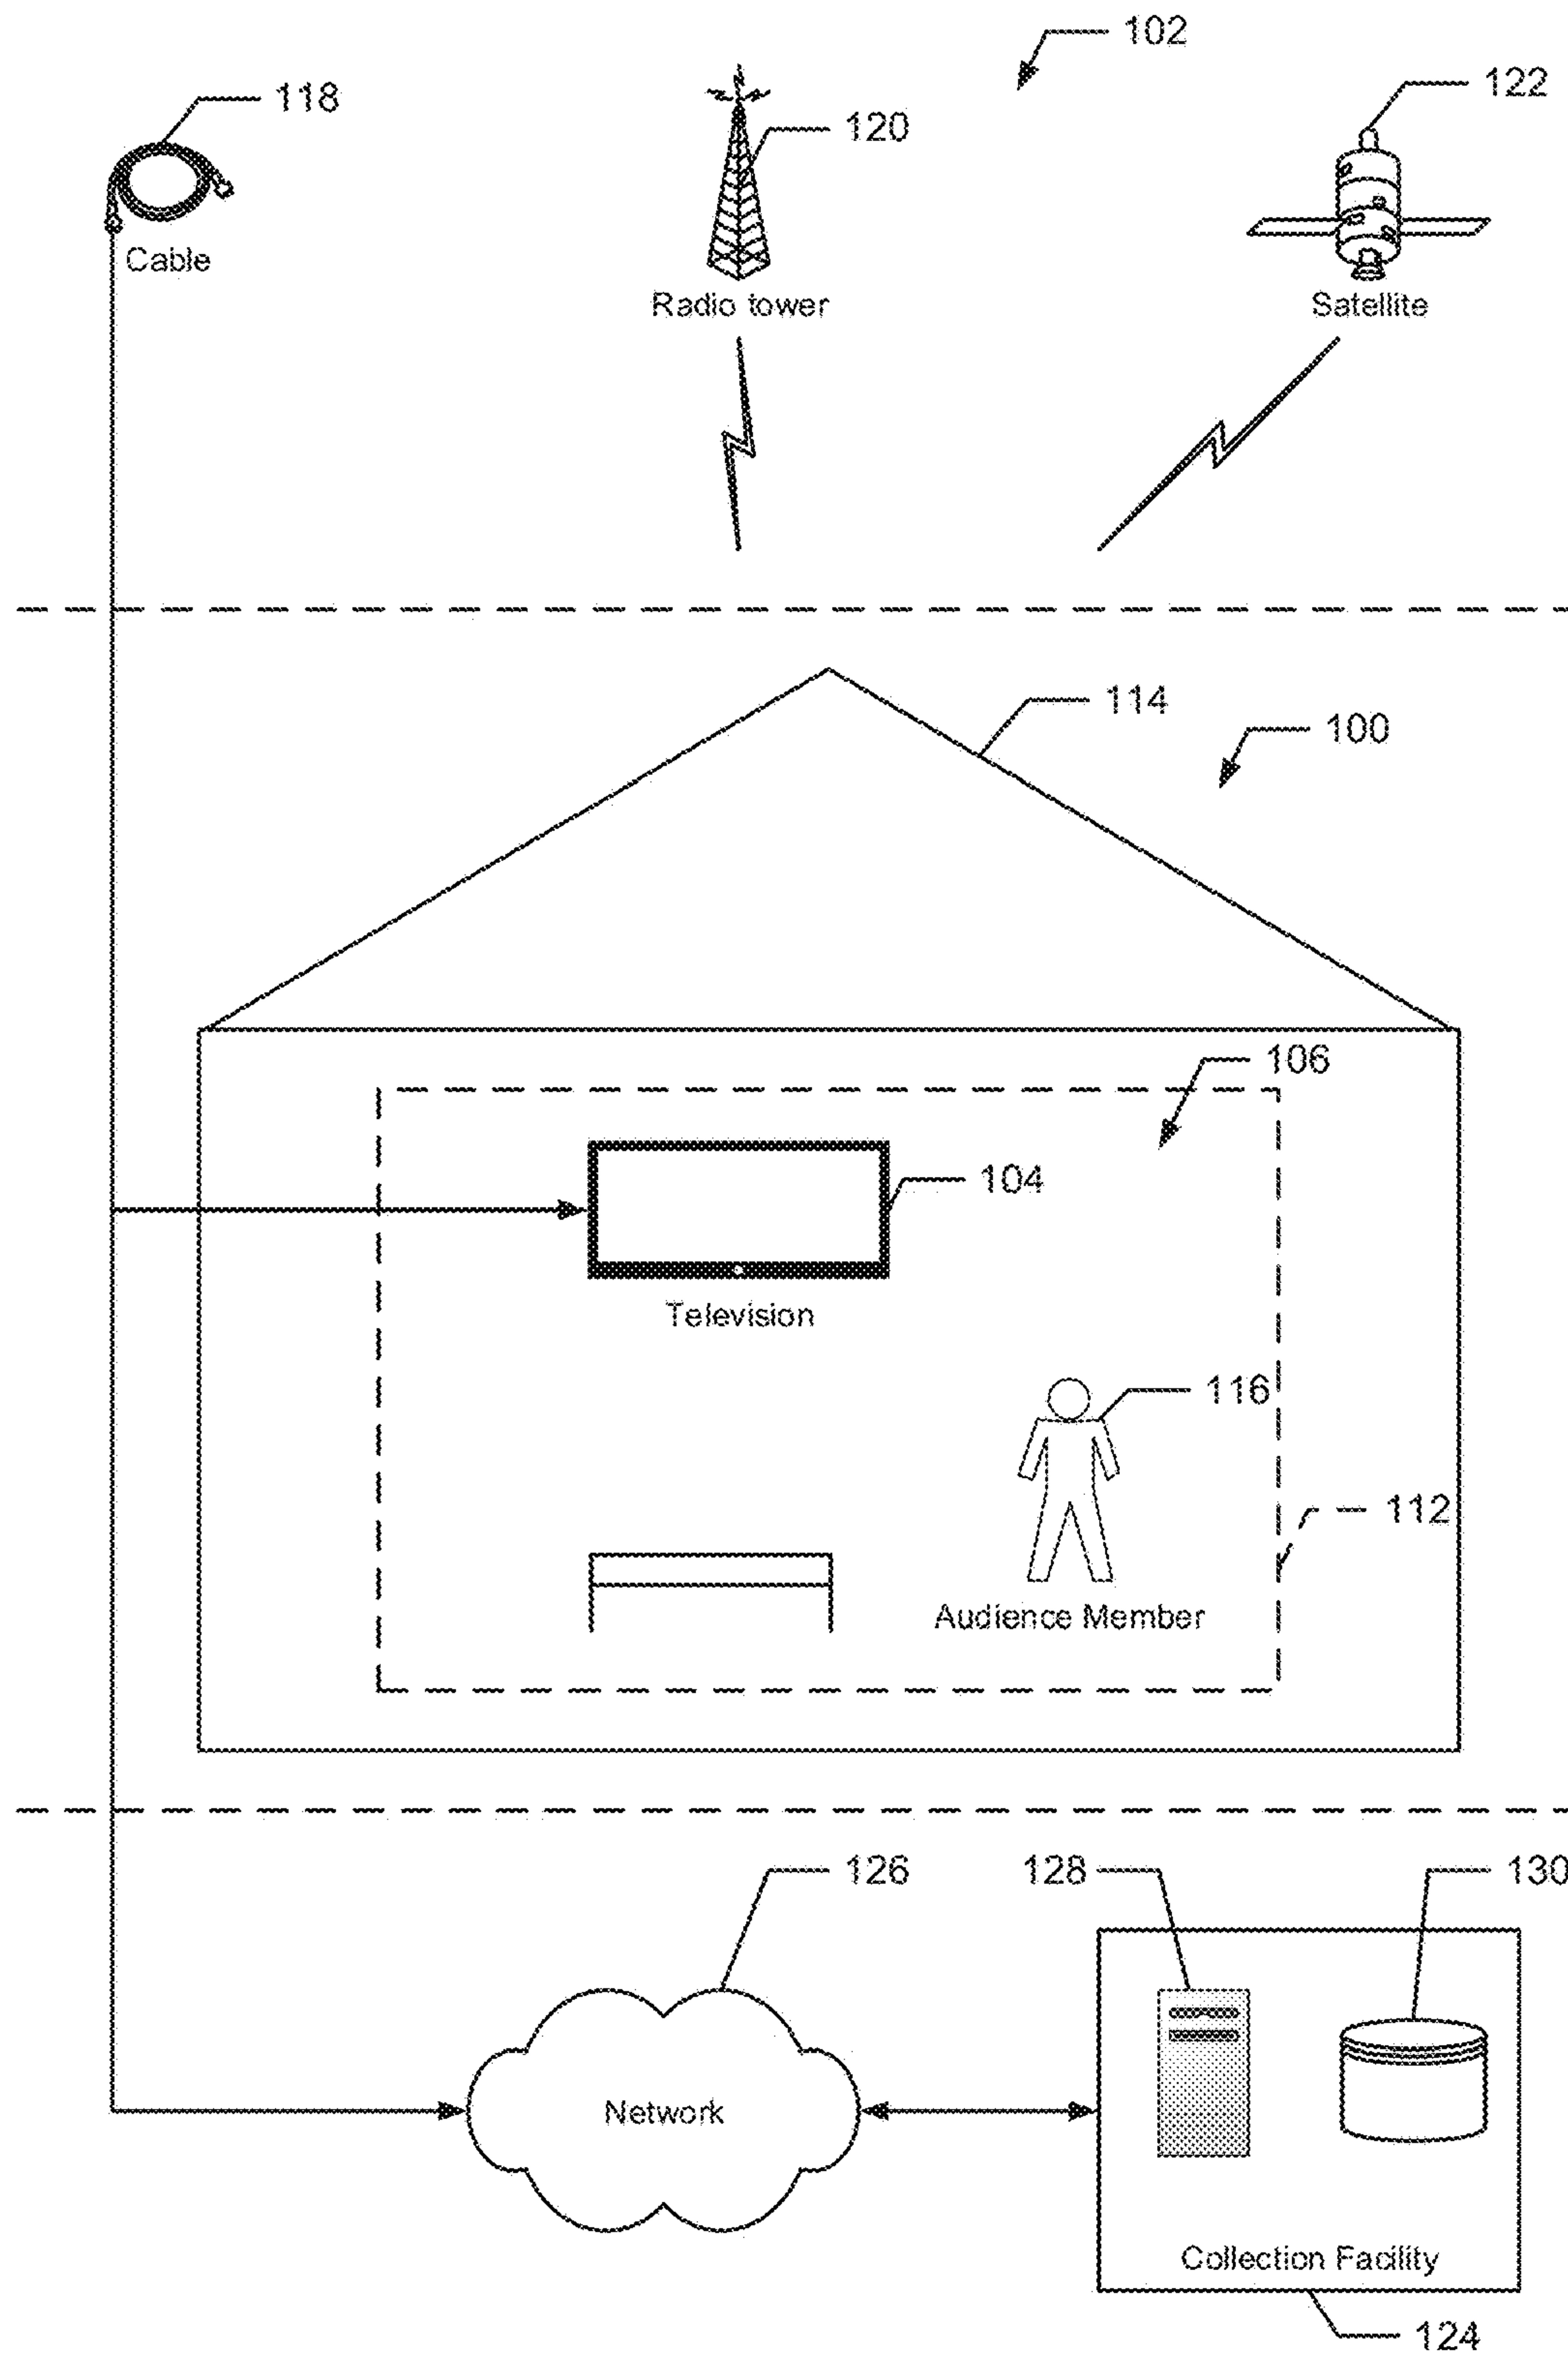 102
118
122
120
Cable
Radio tower
Satellite
114
100
106
104
Television
116
112
Audience Member
126
128
130
Network
Collection Facility
124